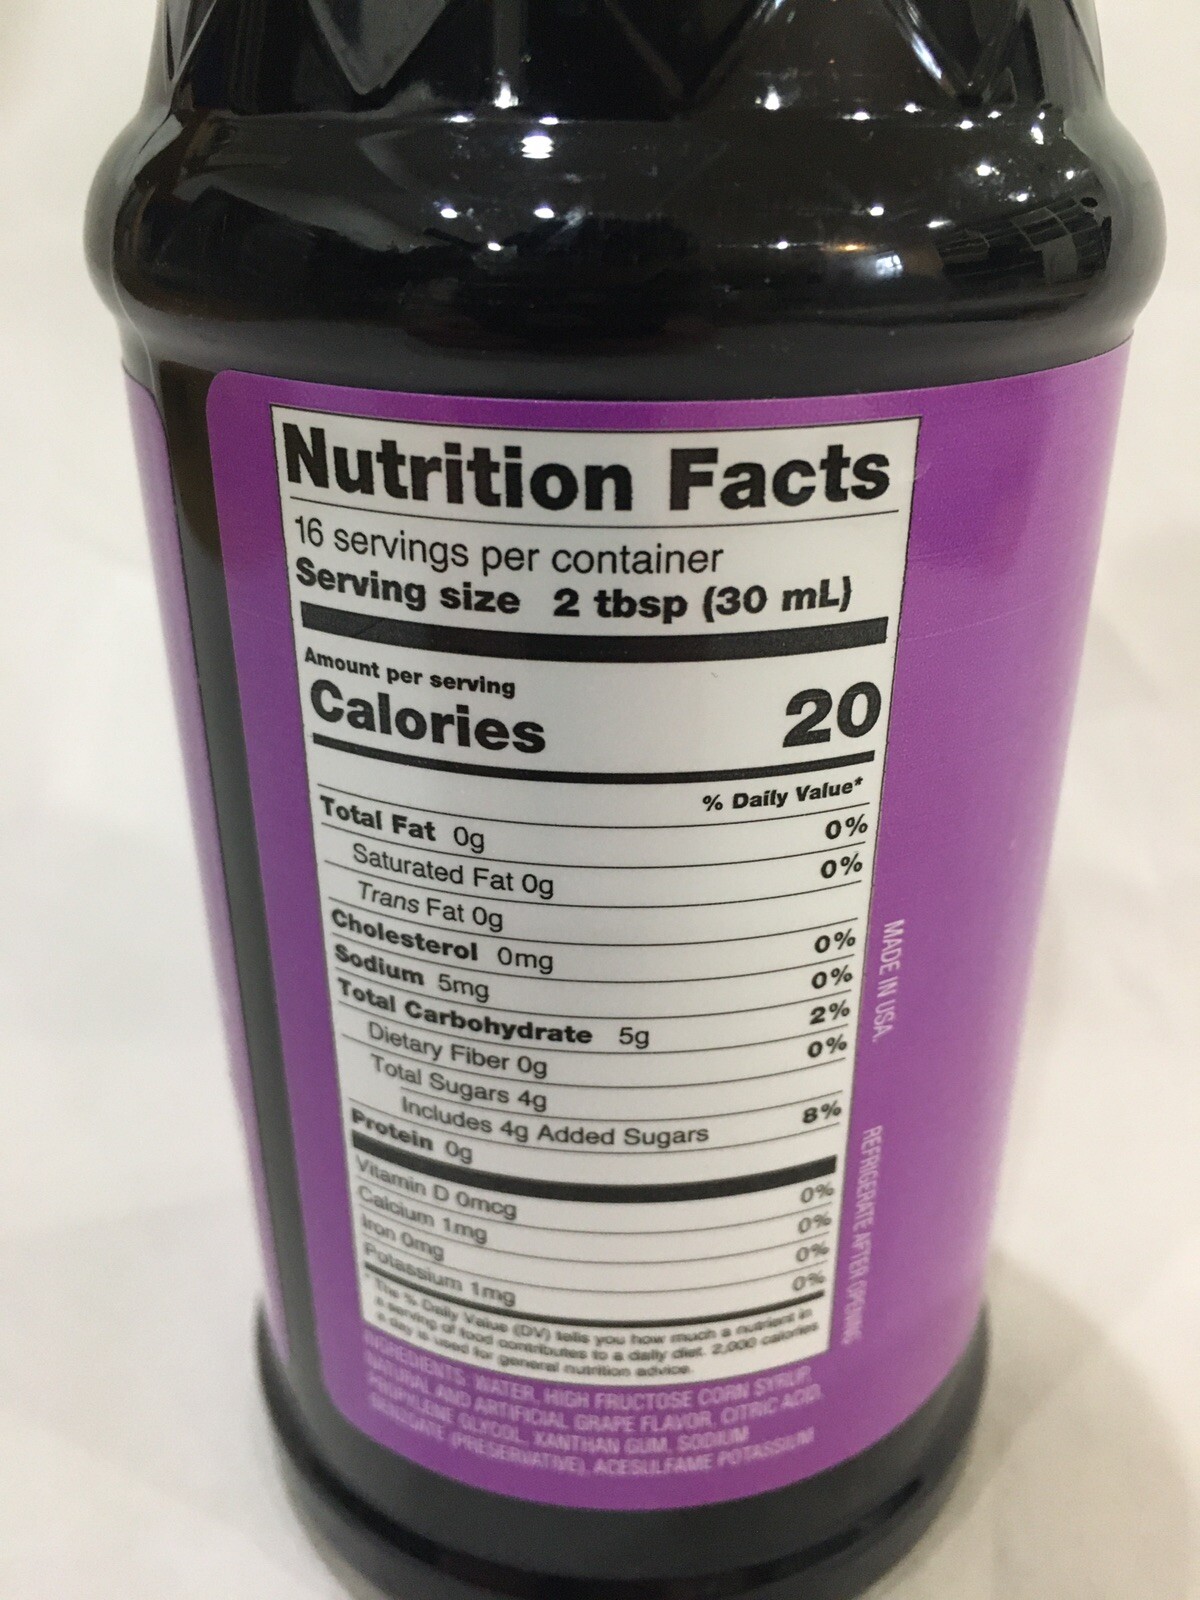 Nutrition Facts
16 servings per container
Serving size 2 tbsp (30 mL)
Amount per serving
Calories 20
% Daily Value*
Total Fat 0g 0%
Saturated Fat 0g 0%
Trans Fat 0g
Cholesterol 0mg 0%
Sodium 5mg 0%
Total Carbohydrate 5g 2%
Dietary Fiber 0g 0%
Total Sugars 4g
Includes 4g Added Sugars 8%
Protein 0g
Vitamin D 0mcg 0%
Calcium 1mg 0%
Iron 0mg 0%
Potassium 1mg 0%
*The % Daily Value (DV) tells you how much a nutrient in
a serving of food contributes to a daily diet. 2,000 calories
a day is used for general nutrition advice.
INGREDIENTS: WATER, HIGH FRUCTOSE CORN SYRUP,
NATURAL AND ARTIFICIAL GRAPE FLAVOR, CITRIC ACID,
PROPYLENE GLYCOL, XANTHAN GUM, SODIUM
BENZOATE (PRESERVATIVE), ACESULFAME POTASSIUM
MADE IN USA.
REFRIGERATE AFTER OPENING